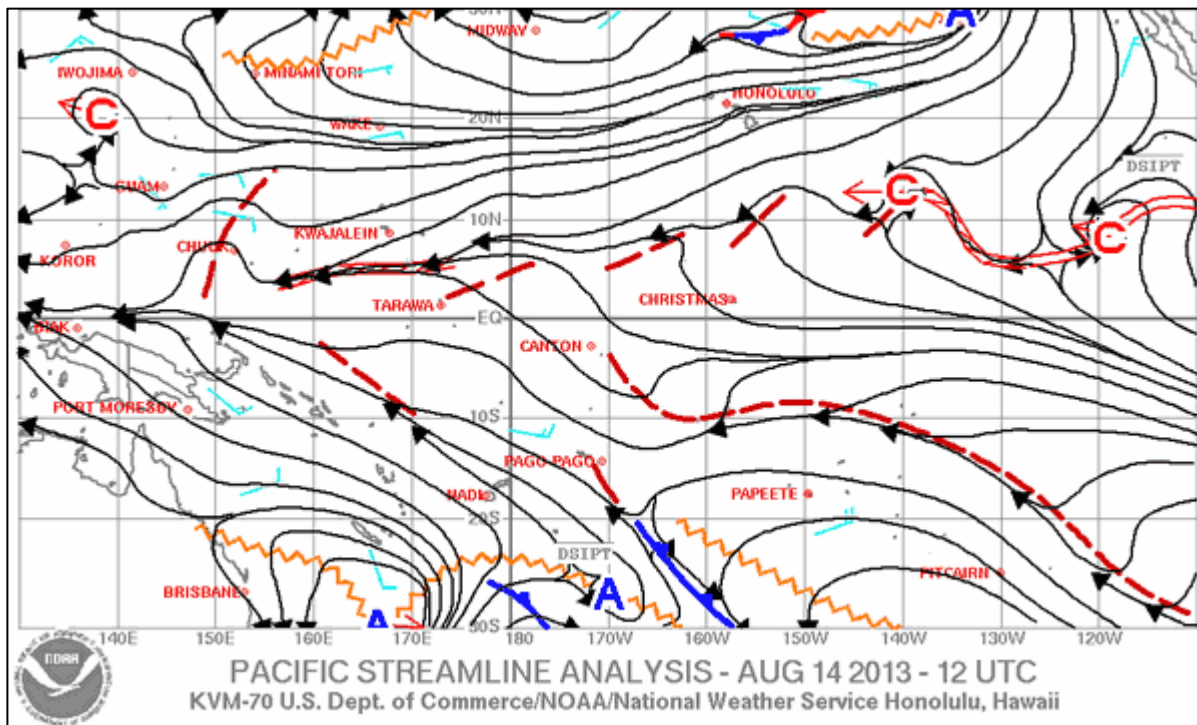 30N
A
MIDWAY
IWOJIMA
MINAMI TORI
HONOLULU
C
20N
WAKE
GUAM
DSIPT
C
10N
KWAJALEIN
C
CHUUK
KOROR
TARAWA
CHRISTMAS
EQ
BIAK
CANTON
PORT MORESBY
10S
PAGO PAGO
NADI
PAPEETE
20S
DSIPT
BRISBANE
A
PITCAIRN
A
30S
140E
150E
160E
170E
180
170W
160W
150W
140W
130W
120W
NOAA
PACIFIC STREAMLINE ANALYSIS - AUG 14 2013 - 12 UTC
KVM-70 U.S. Dept. of Commerce/NOAA/National Weather Service Honolulu, Hawaii